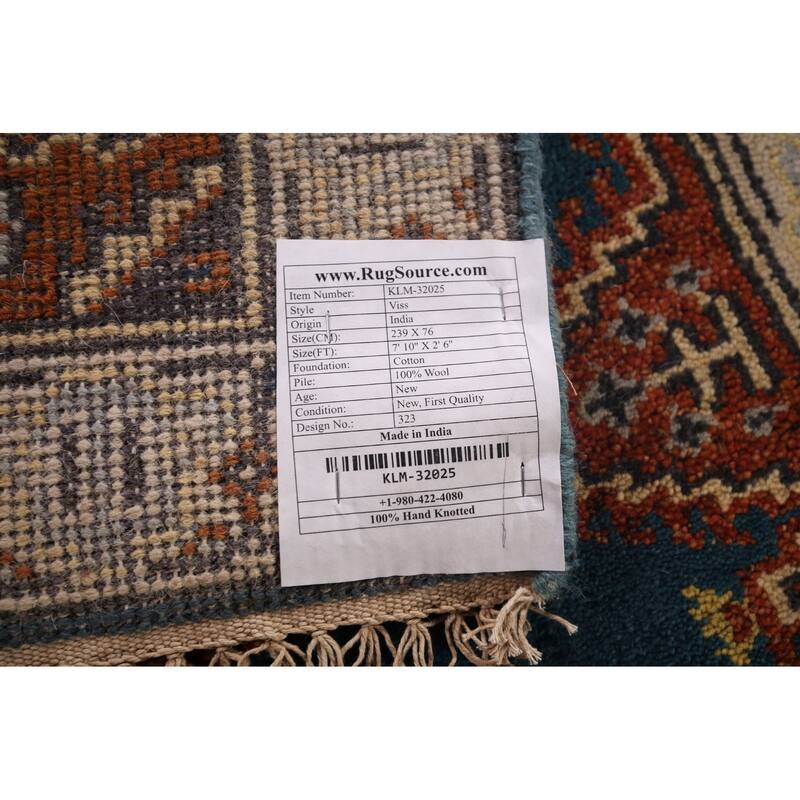 www.RugSource.com
Item Number: KLM-32025
Style Viss
Origin India
Size(CM): 239 X 76
Size(FT): 7' 10" X 2' 6"
Foundation: Cotton
Pile: 100% Wool
Age: New
Condition: New, First Quality
Design No.: 323
Made in India
KLM-32025
+1-980-422-4080
100% Hand Knotted